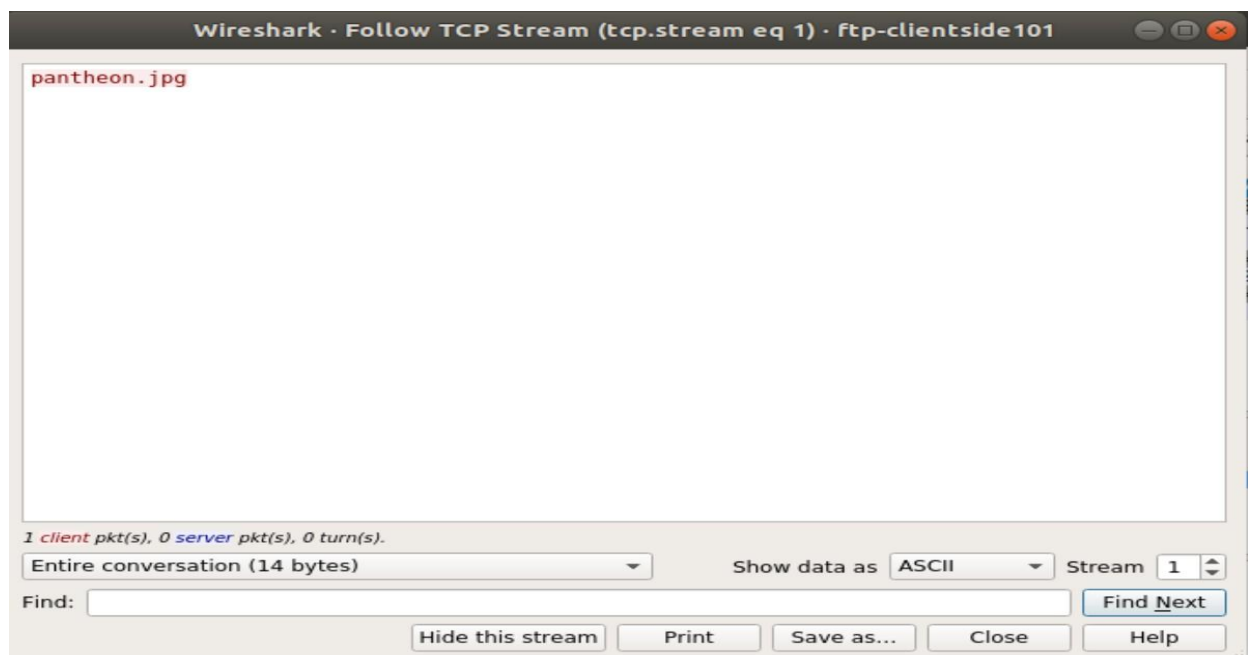 Wireshark · Follow TCP Stream (tcp.stream eq 1) · ftp-clientside101
pantheon.jpg
1 client pkt(s), 0 server pkt(s), 0 turn(s).
Entire conversation (14 bytes) Show data as ASCII Stream 1
Find: Find Next
Hide this stream Print Save as... Close Help